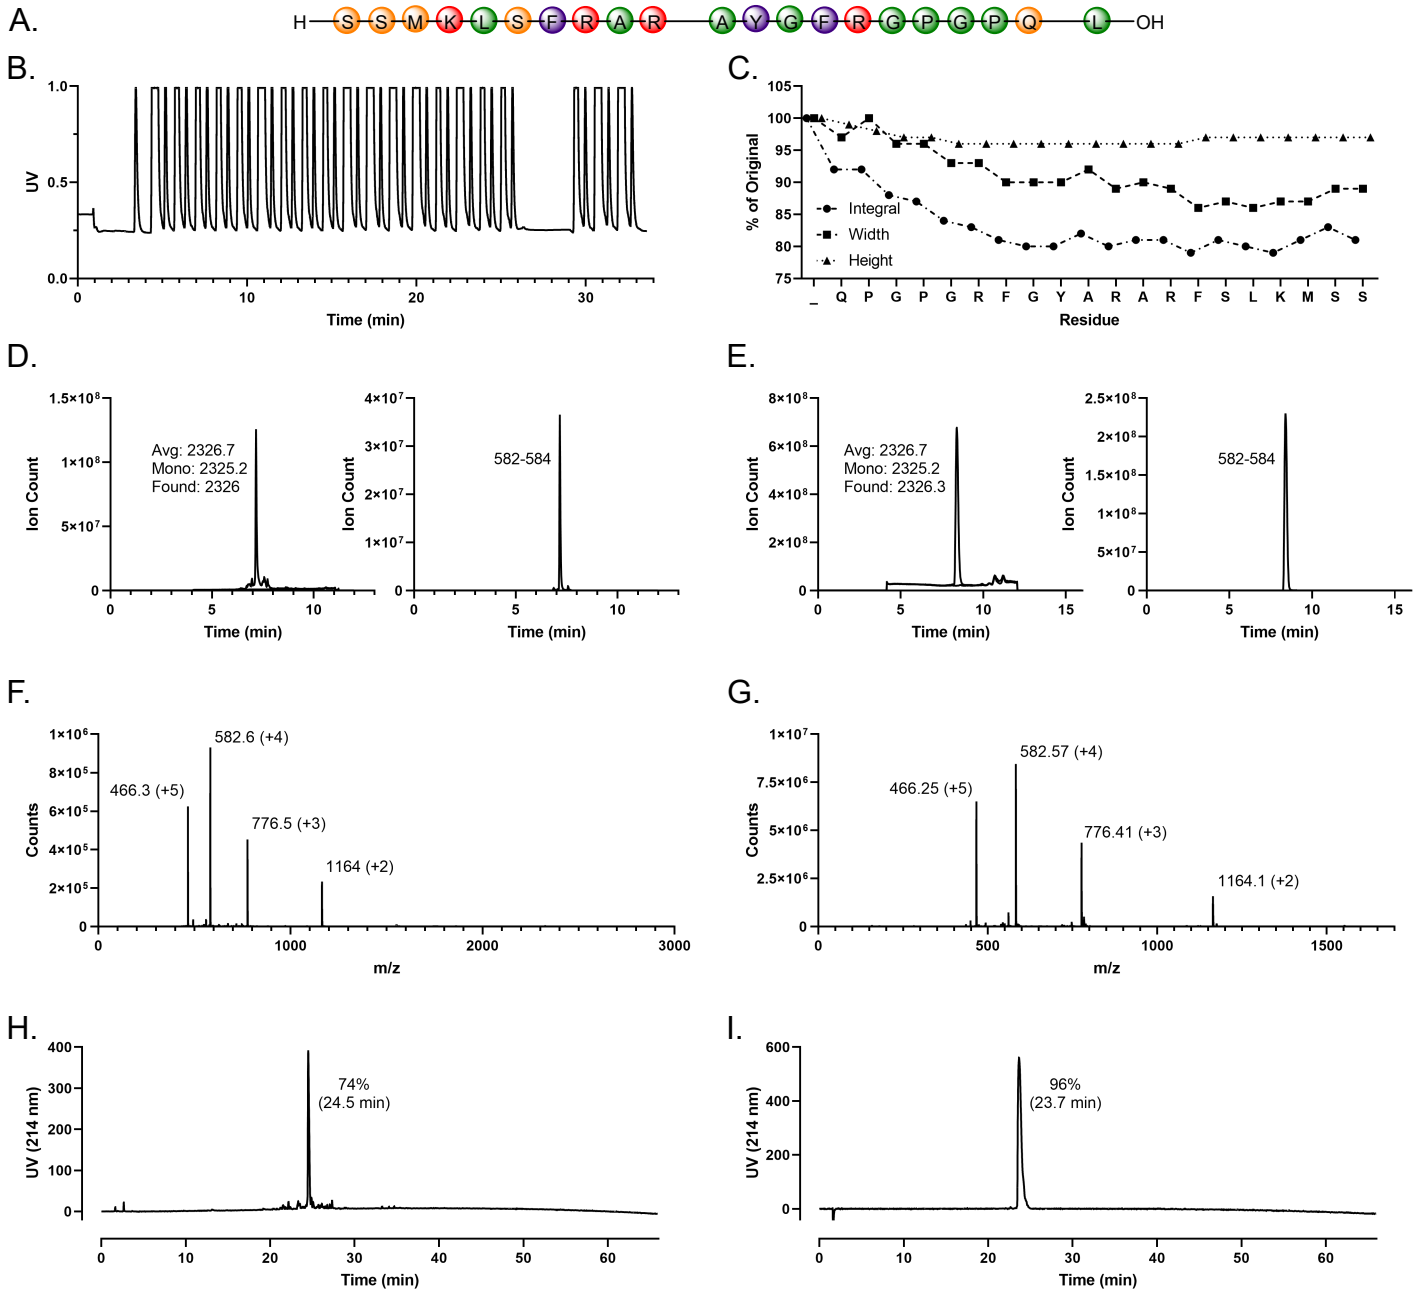 A.
H S S M K L S F R A R A Y G F R G P G P Q L OH
B.
1.0
0.5
0.0
UV
0 10 20 30
Time (min)
C.
105
100
95
90
85
80
75
% of Original
Integral
Width
Height
_ Q P G P G R F G Y A R A R F S L K M S S
Residue
D.
1.5×10⁸
1×10⁸
5×10⁷
0
Ion Count
Avg: 2326.7
Mono: 2325.2
Found: 2326
0 5 10
Time (min)
4×10⁷
3×10⁷
2×10⁷
1×10⁷
0
Ion Count
582-584
0 5 10
Time (min)
E.
8×10⁸
6×10⁸
4×10⁸
2×10⁸
0
Ion Count
Avg: 2326.7
Mono: 2325.2
Found: 2326.3
0 5 10 15
Time (min)
2.5×10⁸
2×10⁸
1.5×10⁸
1×10⁸
5×10⁷
0
Ion Count
582-584
0 5 10 15
Time (min)
F.
1×10⁶
8×10⁵
6×10⁵
4×10⁵
2×10⁵
0
Counts
466.3 (+5)
582.6 (+4)
776.5 (+3)
1164 (+2)
0 1000 2000 3000
m/z
G.
1×10⁷
7.5×10⁶
5×10⁶
2.5×10⁶
0
Counts
466.25 (+5)
582.57 (+4)
776.41 (+3)
1164.1 (+2)
0 500 1000 1500
m/z
H.
400
300
200
100
0
UV (214 nm)
74%
(24.5 min)
0 10 20 30 40 50 60
Time (min)
I.
600
400
200
0
UV (214 nm)
96%
(23.7 min)
0 10 20 30 40 50 60
Time (min)